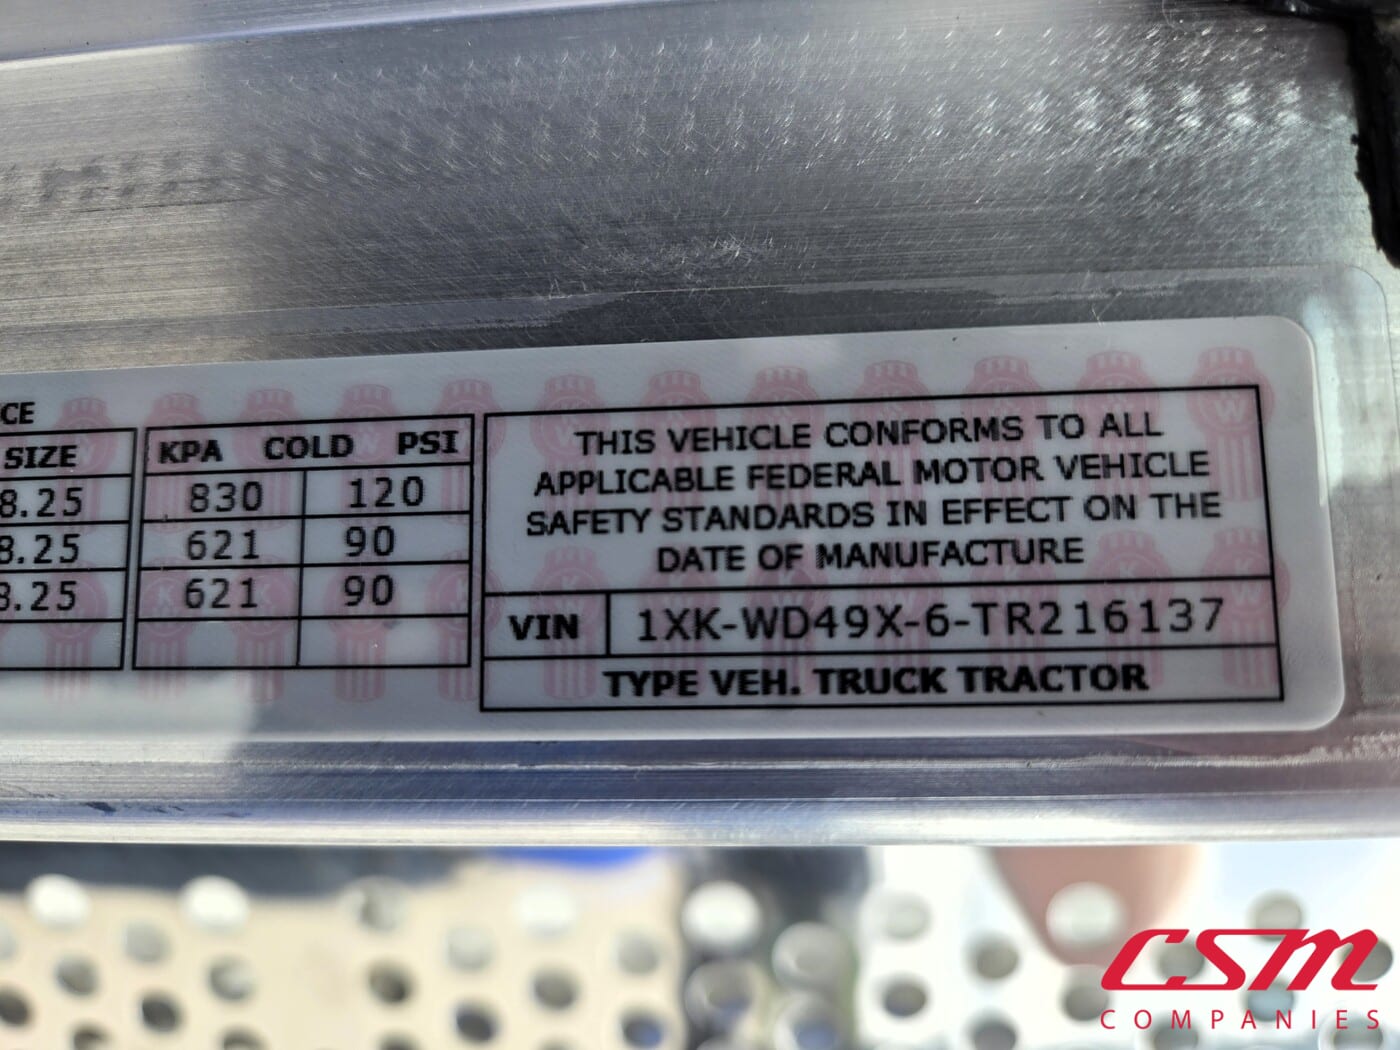 CE
SIZE
8.25
8.25
8.25
KPA COLD PSI
830 120
621 90
621 90
THIS VEHICLE CONFORMS TO ALL
APPLICABLE FEDERAL MOTOR VEHICLE
SAFETY STANDARDS IN EFFECT ON THE
DATE OF MANUFACTURE
VIN 1XK-WD49X-6-TR216137
TYPE VEH. TRUCK TRACTOR
CSM
COMPANIES